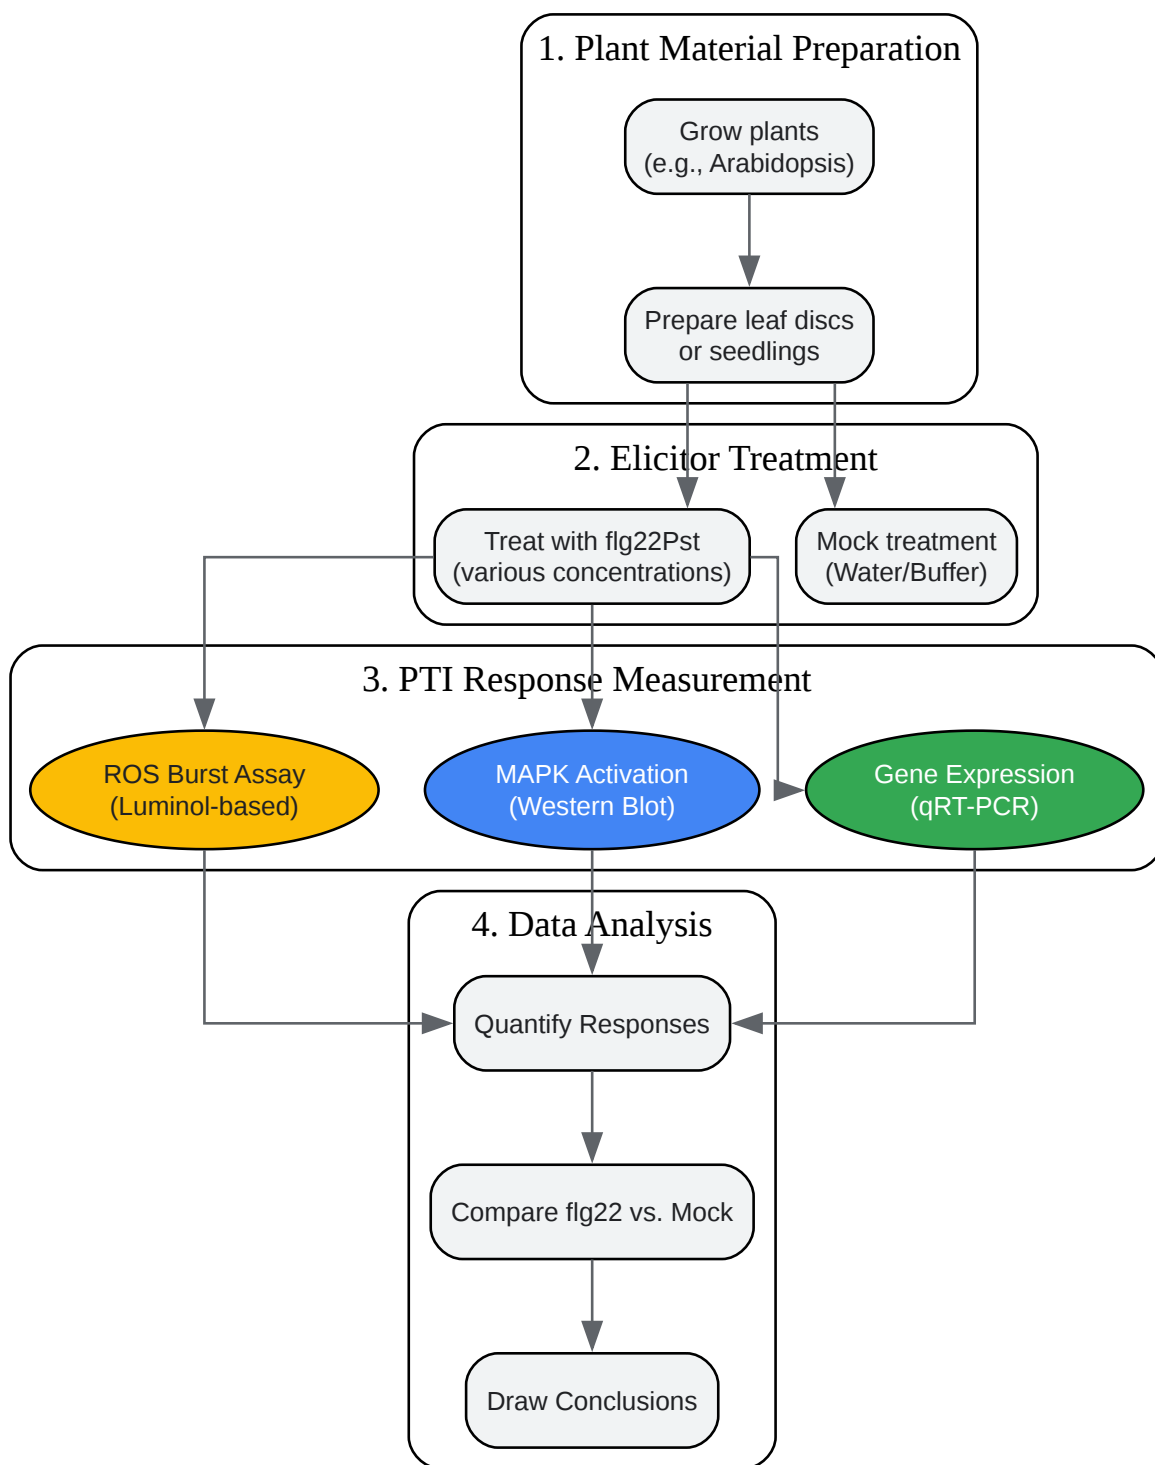 1. Plant Material Preparation
Grow plants
(e.g., Arabidopsis)
Prepare leaf discs
or seedlings
2. Elicitor Treatment
Treat with flg22Pst
(various concentrations)
Mock treatment
(Water/Buffer)
3. PTI Response Measurement
ROS Burst Assay
(Luminol-based)
MAPK Activation
(Western Blot)
Gene Expression
(qRT-PCR)
4. Data Analysis
Quantify Responses
Compare flg22 vs. Mock
Draw Conclusions